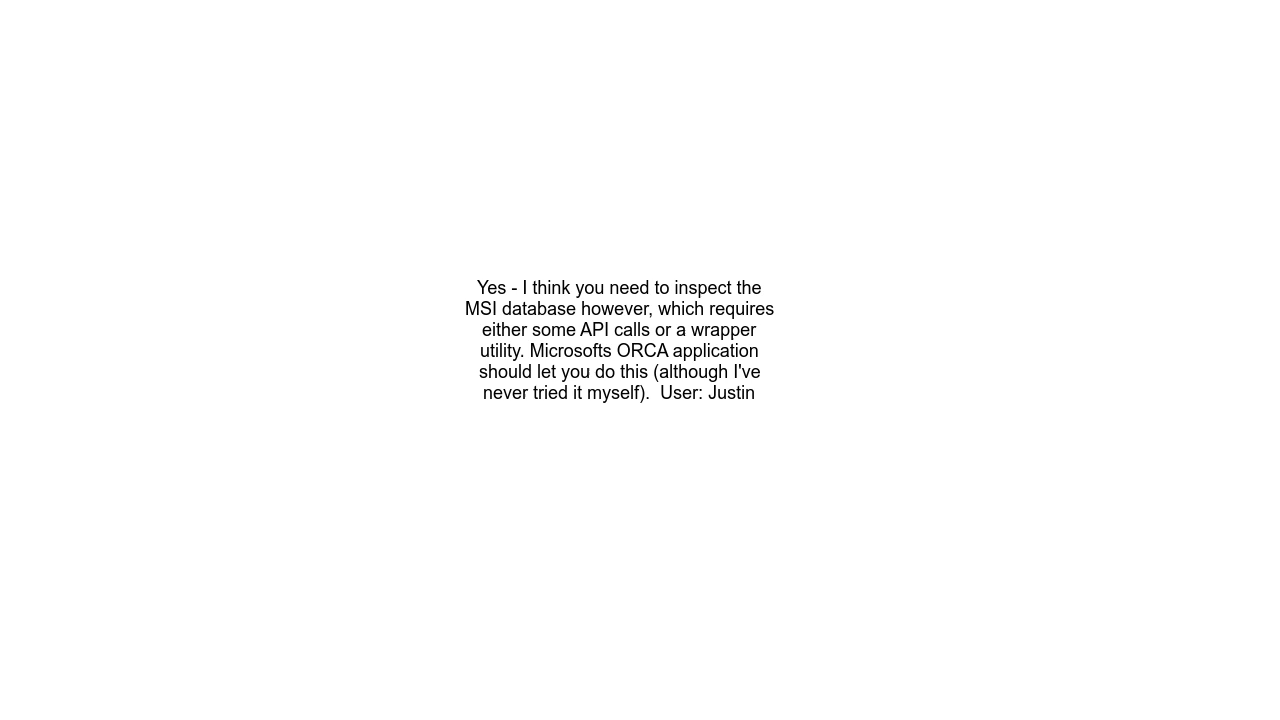 Yes - I think you need to inspect the
MSI database however, which requires
either some API calls or a wrapper
utility. Microsofts ORCA application
should let you do this (although I've
never tried it myself).  User: Justin